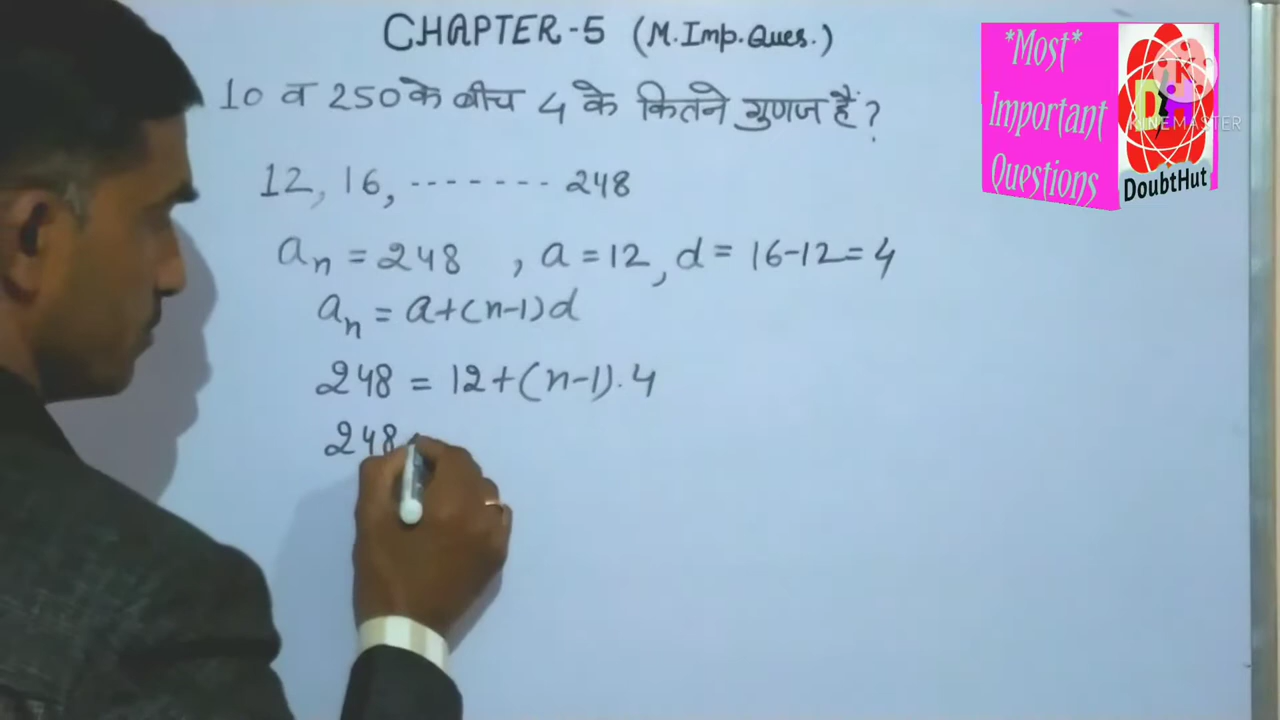 CHAPTER-5 (M.Imp.Ques.)
10 व 250 के बीच 4 के कितने गुणज हैं?
12, 16, ------- 248
an = 248 , a = 12, d = 16-12 = 4
an = a+(n-1)d
248 = 12+(n-1).4
248
*Most*
Important
Questions
KINEMASTER
DoubtHut